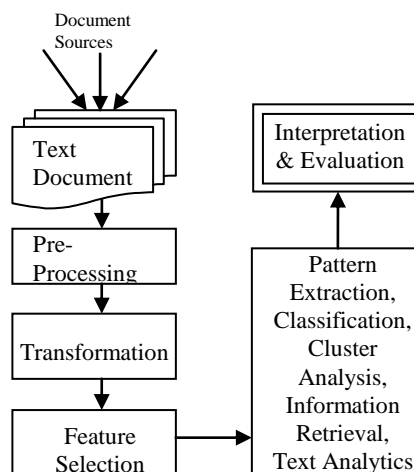 Document
Sources
Text
Document
Pre-
Processing
Transformation
Feature
Selection
Interpretation
& Evaluation
Pattern
Extraction,
Classification,
Cluster
Analysis,
Information
Retrieval,
Text Analytics